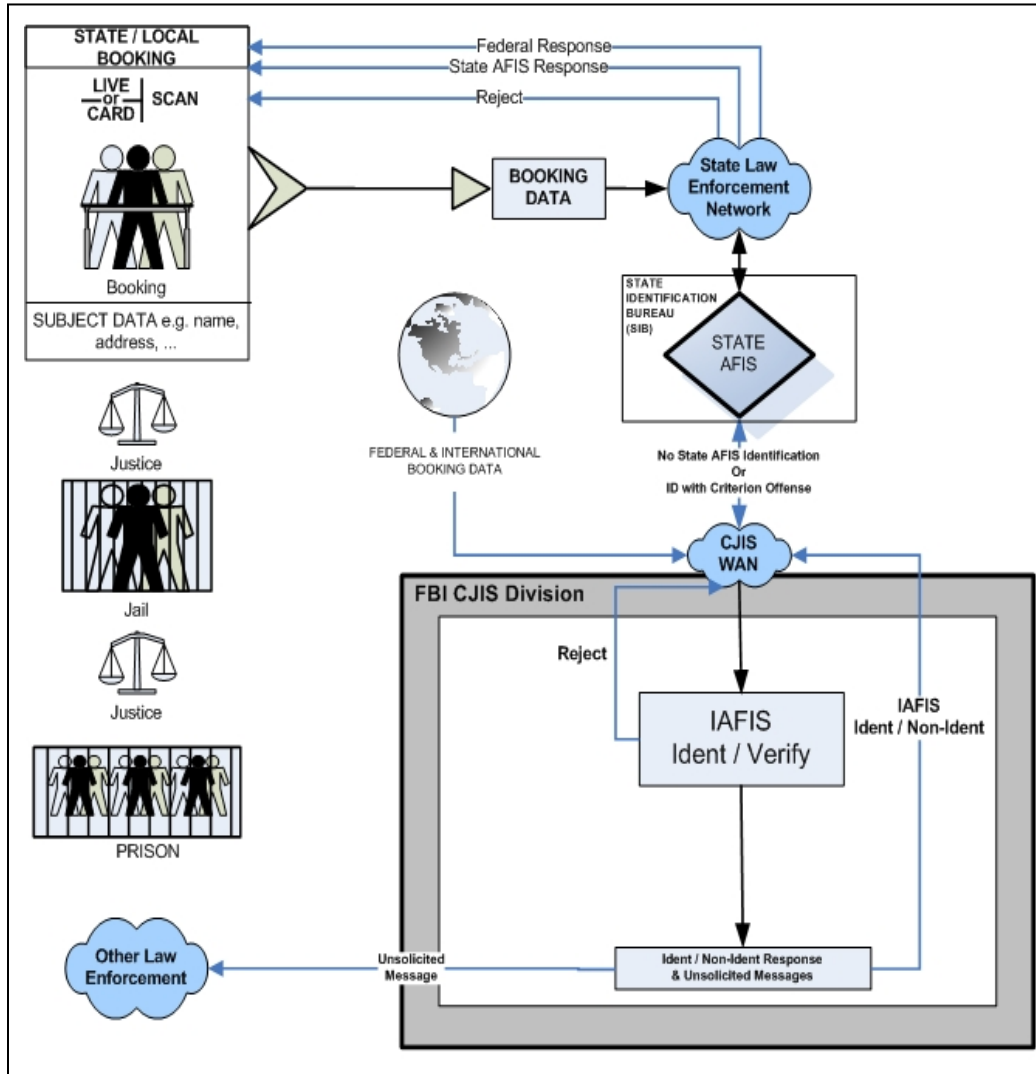 STATE / LOCAL
BOOKING
LIVE
or
CARD
SCAN
Booking
SUBJECT DATA e.g. name,
address, ...
Federal Response
State AFIS Response
Reject
BOOKING
DATA
State Law
Enforcement
Network
STATE
IDENTIFICATION
BUREAU
(SIB)
STATE
AFIS
FEDERAL & INTERNATIONAL
BOOKING DATA
No State AFIS Identification
Or
ID with Criterion Offense
CJIS
WAN
Justice
Jail
Justice
PRISON
FBI CJIS Division
Reject
IAFIS
Ident / Verify
IAFIS
Ident / Non-Ident
Ident / Non-Ident Response
& Unsolicited Messages
Unsolicited
Message
Other Law
Enforcement